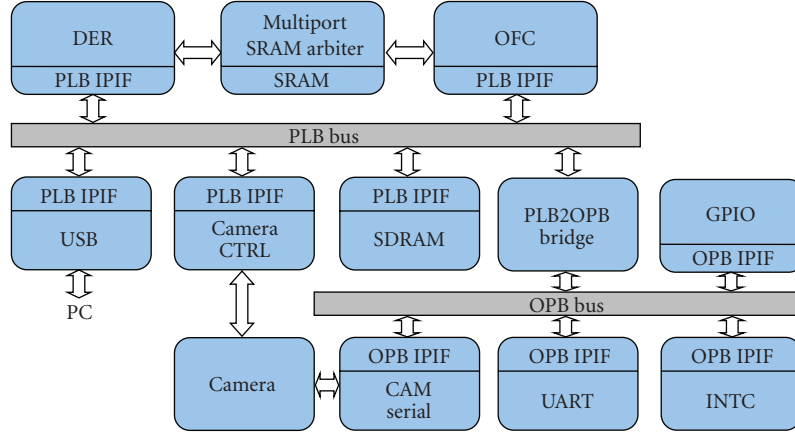 DER
PLB IPIF
Multiport
SRAM arbiter
SRAM
OFC
PLB IPIF
PLB bus
PLB IPIF
USB
PC
PLB IPIF
Camera
CTRL
PLB IPIF
SDRAM
PLB2OPB
bridge
GPIO
OPB IPIF
OPB bus
Camera
OPB IPIF
CAM
serial
OPB IPIF
UART
OPB IPIF
INTC